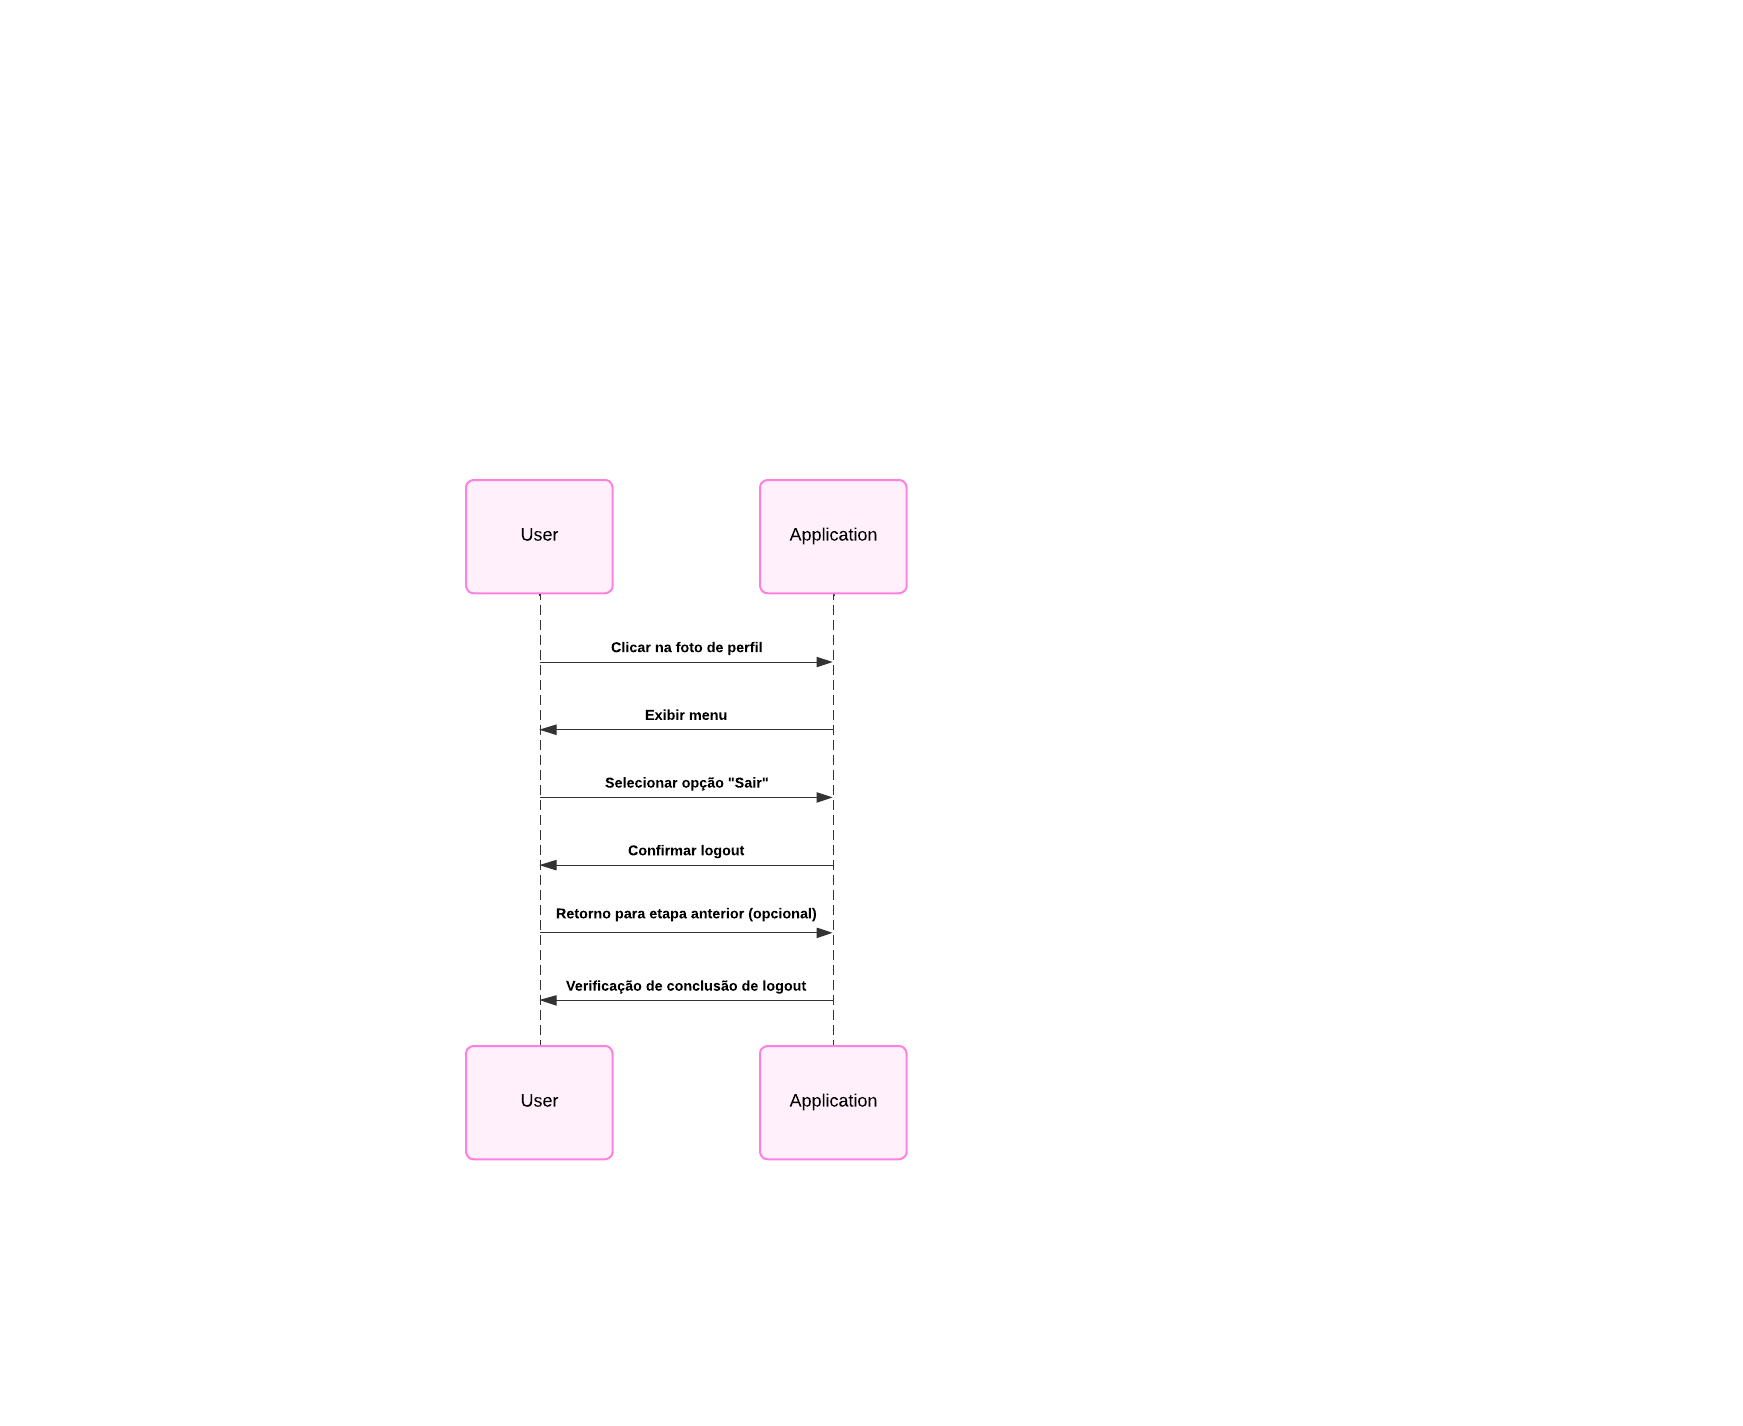 User
Application
Clicar na foto de perfil
Exibir menu
Selecionar opção "Sair"
Confirmar logout
Retorno para etapa anterior (opcional)
Verificação de conclusão de logout
User
Application